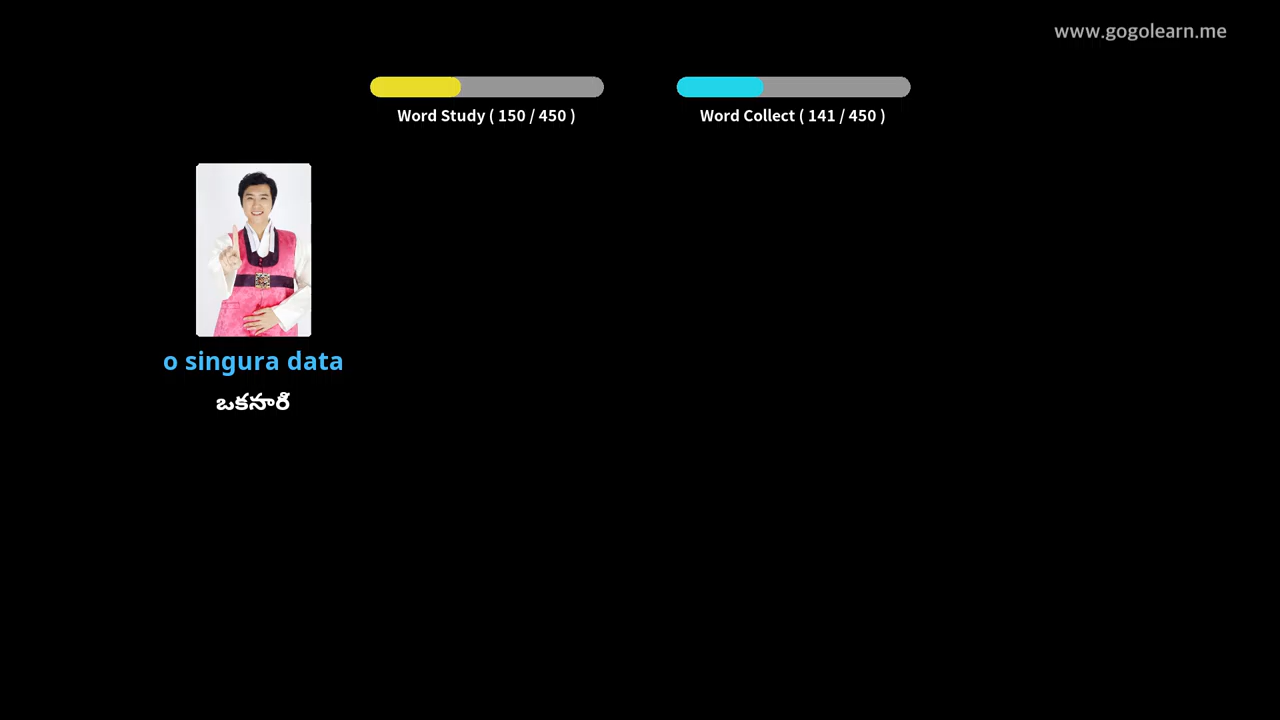 www.gogolearn.me
Word Study ( 150 / 450 )
Word Collect ( 141 / 450 )
o singura data
ఒకసారి